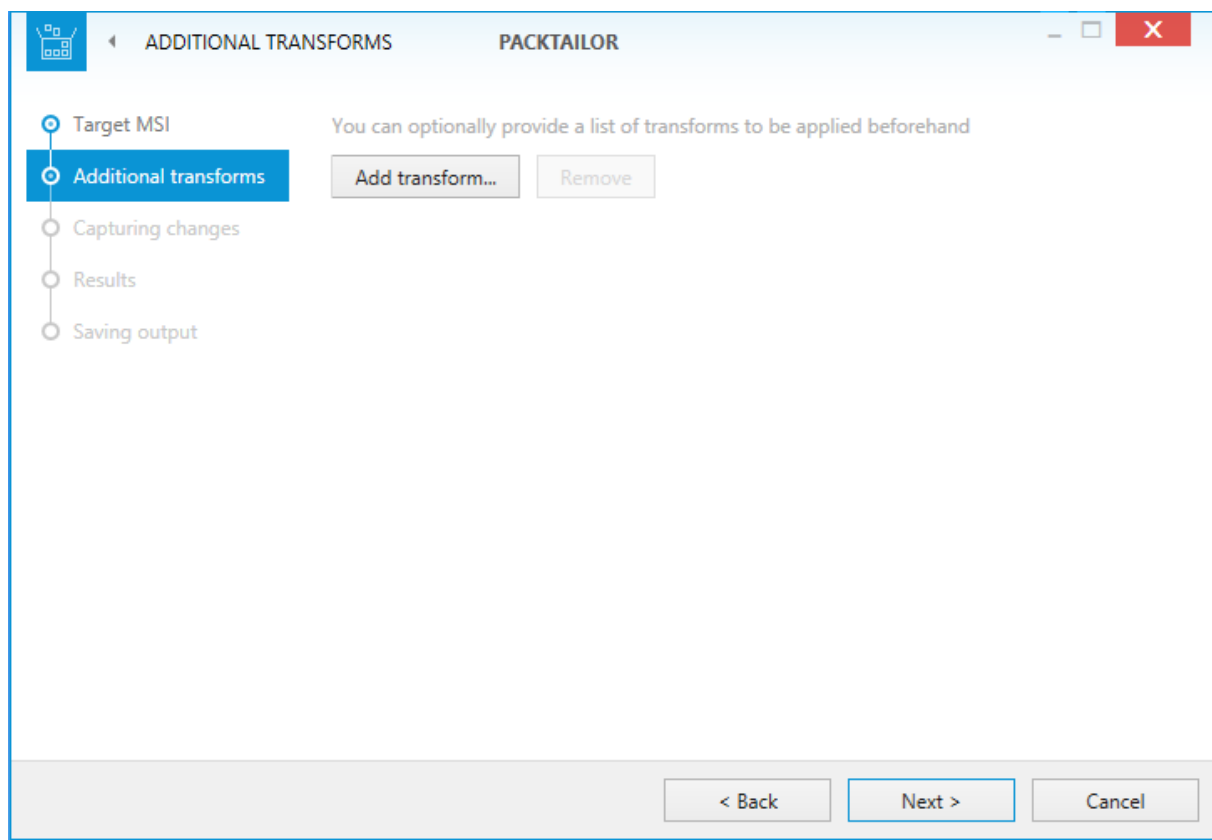 ADDITIONAL TRANSFORMS
PACKTAILOR
Target MSI
Additional transforms
Capturing changes
Results
Saving output
You can optionally provide a list of transforms to be applied beforehand
Add transform...
Remove
< Back
Next >
Cancel